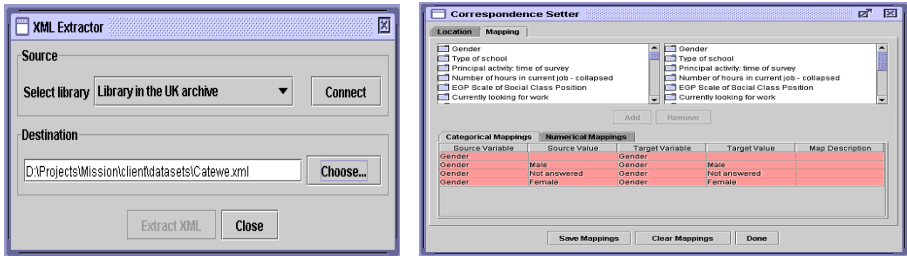 XML Extractor
Source
Select library Library in the UK archive Connect
Destination
D:\Projects\Mission\client\datasets\Catewe.xml Choose...
Extract XML Close
Correspondence Setter
Location Mapping
Gender Gender
Type of school Type of school
Principal activity: time of survey Principal activity: time of survey
Number of hours in current job - collapsed Number of hours in current job - collapsed
EGP Scale of Social Class Position EGP Scale of Social Class Position
Currently looking for work Currently looking for work
Add Remove
Categorical Mappings Numerical Mappings
Source Variable Source Value Target Variable Target Value Map Description
Gender Gender
Gender Male Gender Male
Gender Not answered Gender Not answered
Gender Female Gender Female
Save Mappings Clear Mappings Done